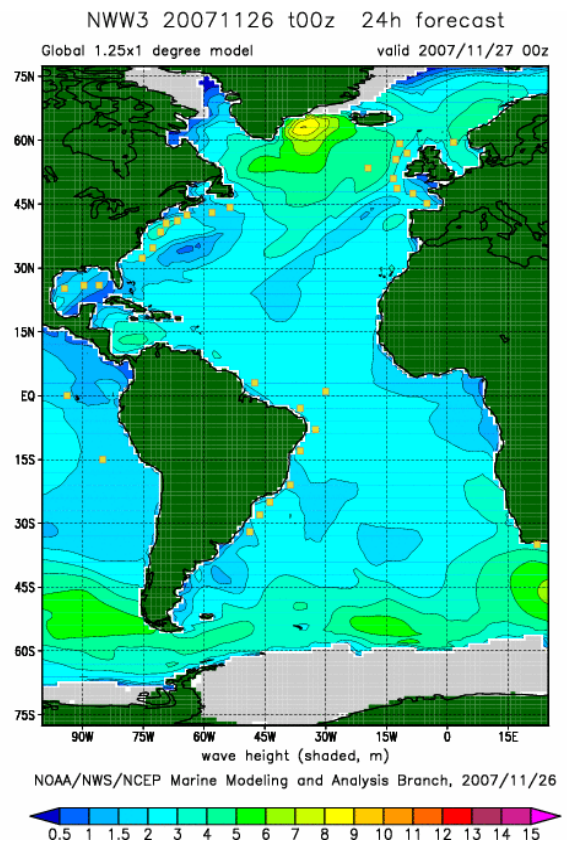 NWW3 20071126 t00z 24h forecast
Global 1.25x1 degree model valid 2007/11/27 00z
75N
60N
45N
30N
15N
EQ
15S
30S
45S
60S
75S
90W 75W 60W 45W 30W 15W 0 15E
wave height (shaded, m)
NOAA/NWS/NCEP Marine Modeling and Analysis Branch, 2007/11/26
0.5 1 1.5 2 3 4 5 6 7 8 9 10 11 12 13 14 15